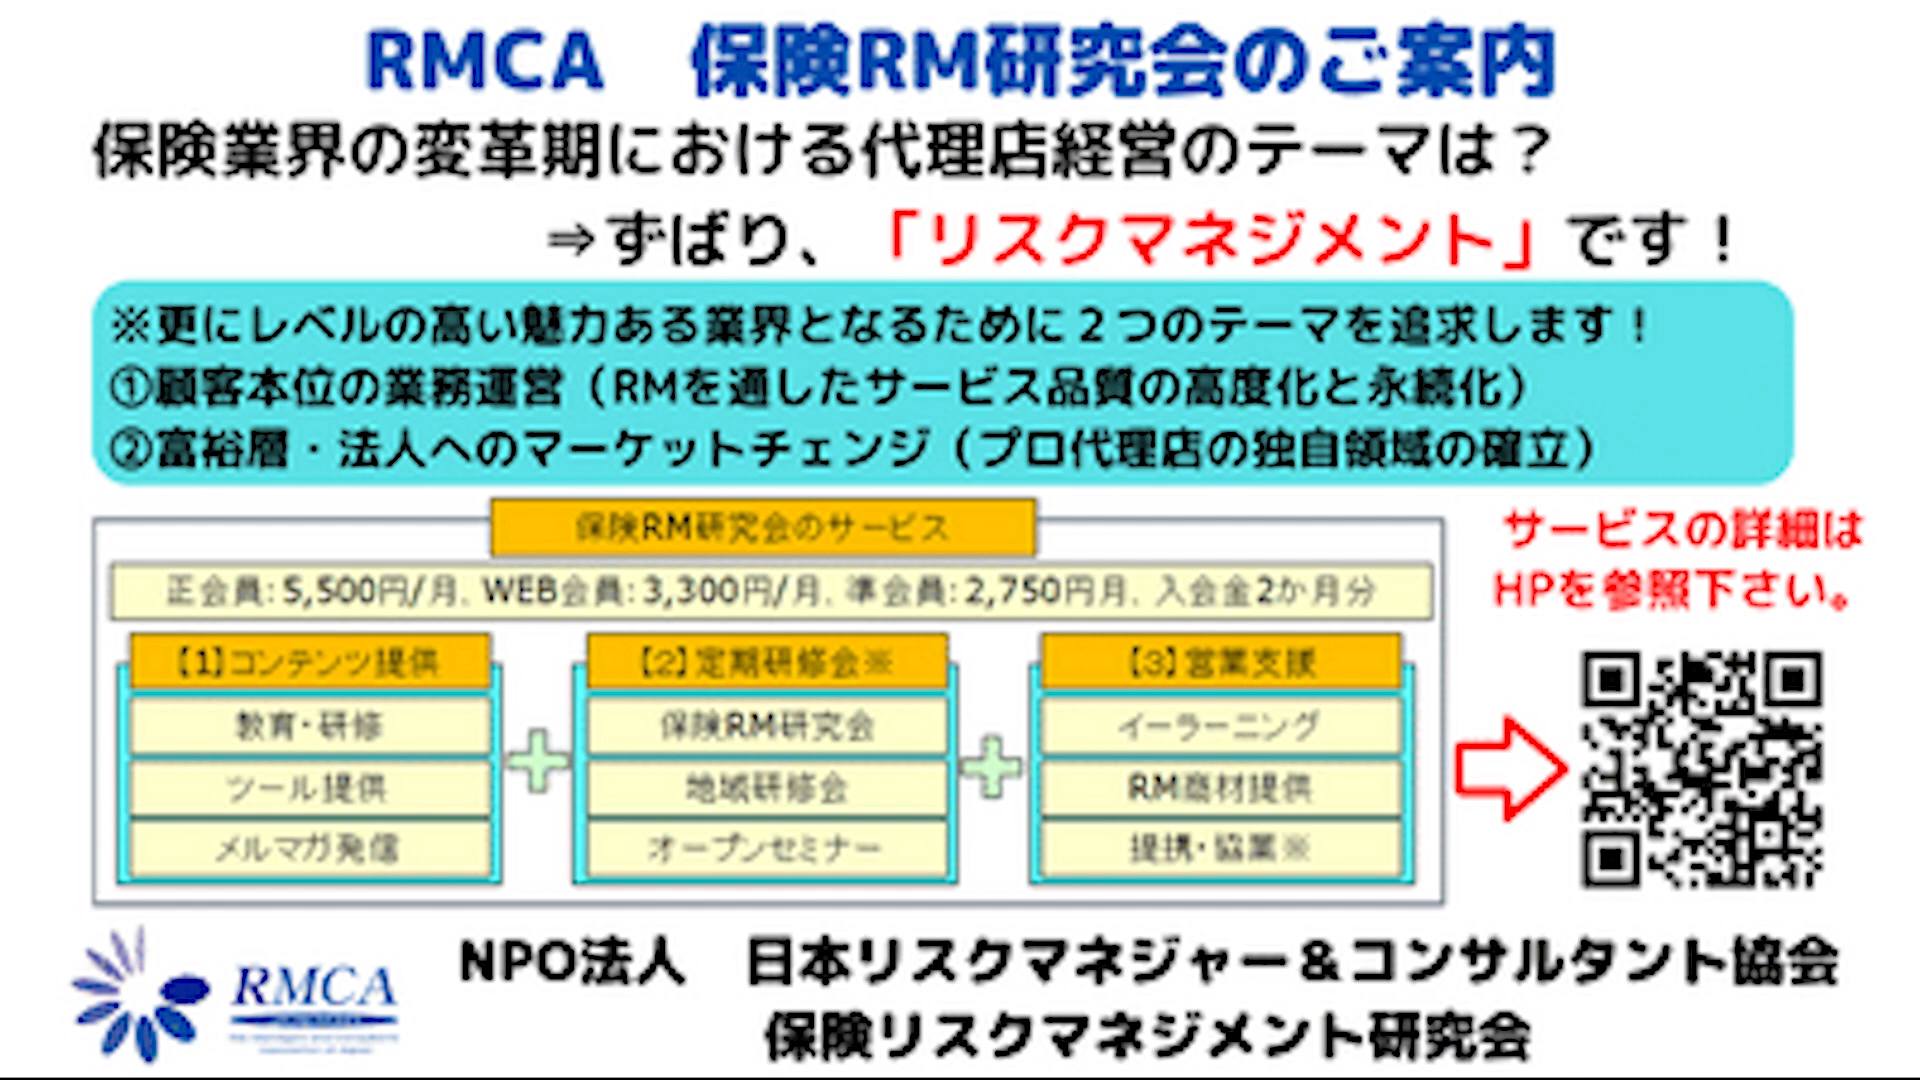 RMCA　保険RM研究会のご案内
保険業界の変革期における代理店経営のテーマは？
⇒ずばり、「リスクマネジメント」です！
※更にレベルの高い魅力ある業界となるために２つのテーマを追求します！
①顧客本位の業務運営（RMを通したサービス品質の高度化と永続化）
②富裕層・法人へのマーケットチェンジ（プロ代理店の独自領域の確立）
保険RM研究会のサービス
正会員：5,500円/月、WEB会員：3,300円/月、準会員：2,750円月、入会金2か月分
【1】コンテンツ提供
教育・研修
ツール提供
メルマガ発信
【2】定期研修会※
保険RM研究会
地域研修会
オープンセミナー
【3】営業支援
イーラーニング
RM商材提供
提携・協業※
サービスの詳細は
HPを参照下さい。
RMCA
NPO法人　日本リスクマネジャー＆コンサルタント協会
保険リスクマネジメント研究会